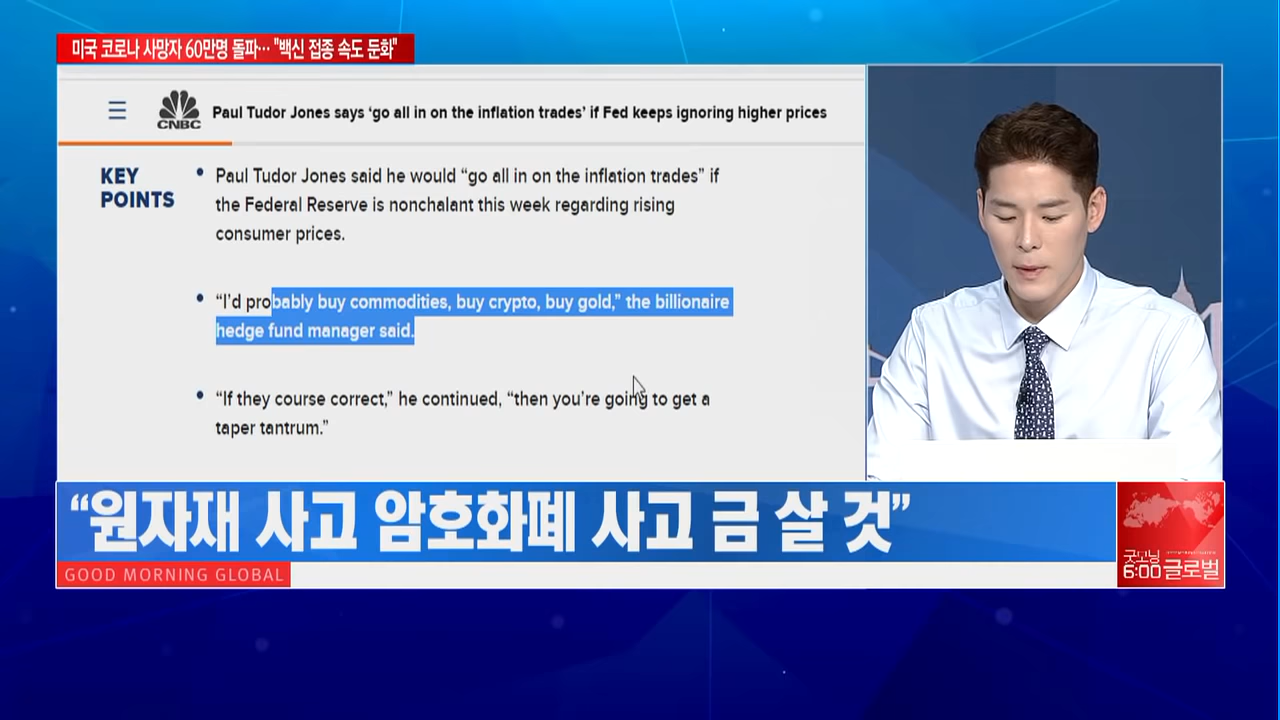 미국 코로나 사망자 60만명 돌파… "백신 접종 속도 둔화"
CNBC
Paul Tudor Jones says ‘go all in on the inflation trades’ if Fed keeps ignoring higher prices
KEY
POINTS
• Paul Tudor Jones said he would “go all in on the inflation trades” if
the Federal Reserve is nonchalant this week regarding rising
consumer prices.
• “I’d probably buy commodities, buy crypto, buy gold,” the billionaire
hedge fund manager said.
• “If they course correct,” he continued, “then you’re going to get a
taper tantrum.”
“원자재 사고 암호화폐 사고 금 살 것”
GOOD MORNING GLOBAL
굿모닝
6:00 글로벌